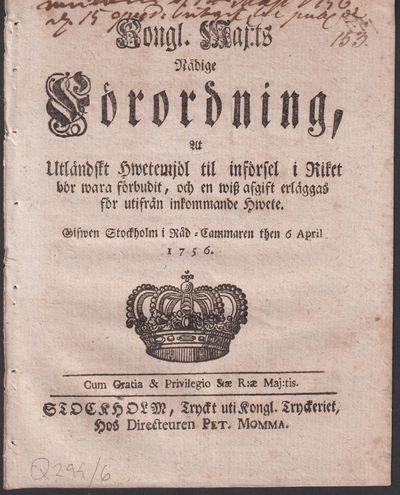 153.
Kongl. Maj:ts
Nådige
Förordning,
At
Utländskt Hwetemjöl til införsel i Riket
bör wara förbudit, och en wiß afgift erläggas
för utifrån inkommande Hwete.
Gifwen Stockholm i Råd-Cammaren then 6 April
1756.
Cum Gratia & Privilegio S:æ R:æ Maj:tis.
STOCKHOLM, Tryckt uti Kongl. Tryckeriet,
Hos Directeuren PET. MOMMA.
Q294/6